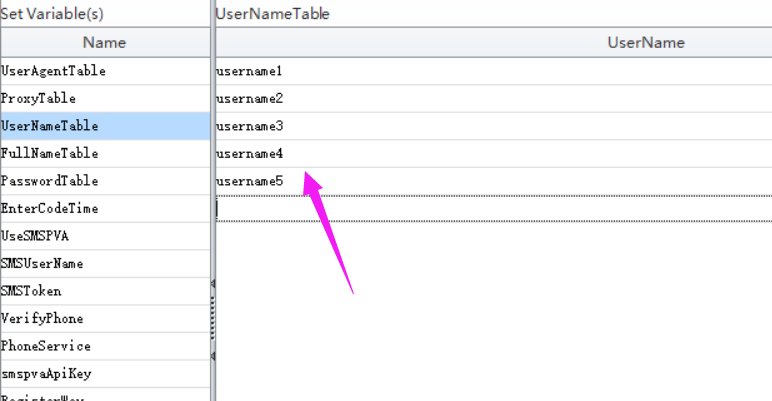 Set Variable(s)
Name
UserAgentTable
ProxyTable
UserNameTable
FullNameTable
PasswordTable
EnterCodeTime
UseSMSPVA
SMSUserName
SMSToken
VerifyPhone
PhoneService
smspvaApiKey
RegisterWay
UserNameTable
UserName
username1
username2
username3
username4
username5